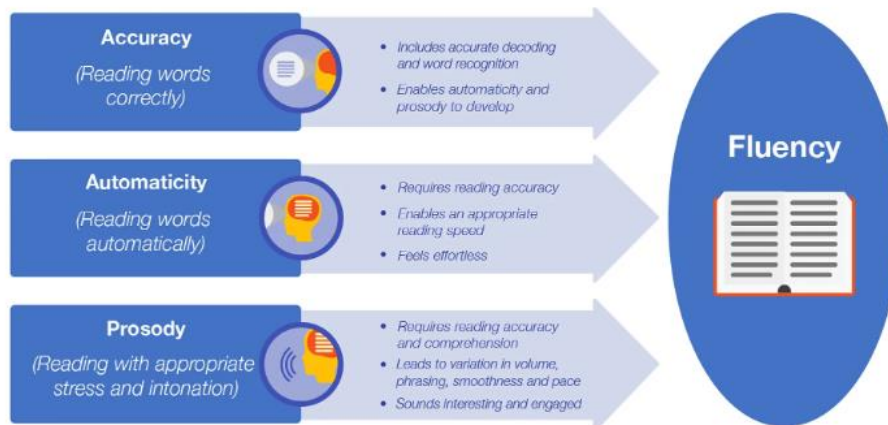 Accuracy
(Reading words
correctly)
• Includes accurate decoding
and word recognition
• Enables automaticity and
prosody to develop
Automaticity
(Reading words
automatically)
• Requires reading accuracy
• Enables an appropriate
reading speed
• Feels effortless
Prosody
(Reading with appropriate
stress and intonation)
• Requires reading accuracy
and comprehension
• Leads to variation in volume,
phrasing, smoothness and pace
• Sounds interesting and engaged
Fluency